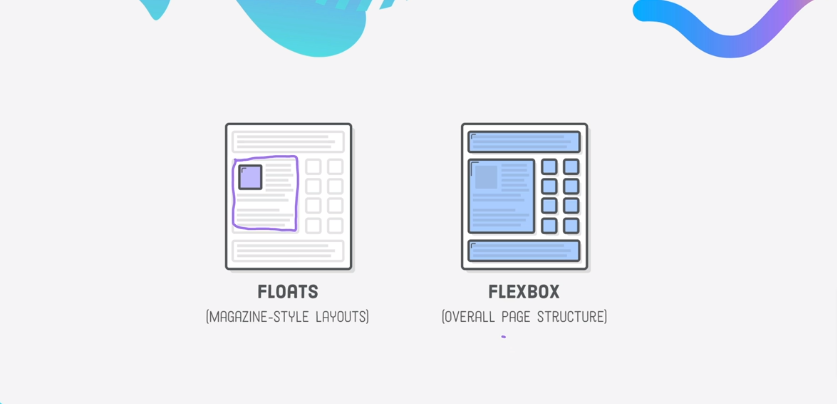 FLOATS
(MAGAZINE-STYLE LAYOUTS)
FLEXBOX
(OVERALL PAGE STRUCTURE)